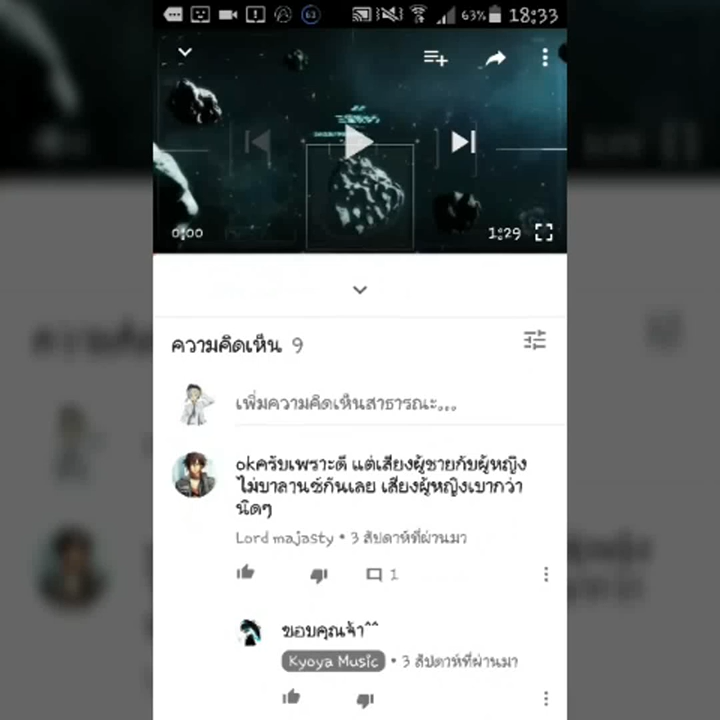 63
63% 18:33
0:00
1:29
ความคิดเห็น 9
เพิ่มความคิดเห็นสาธารณะ...
okครับเพราะดี แต่เสียงผู้ชายกับผู้หญิง
ไม่บาลานซ์กันเลย เสียงผู้หญิงเบากว่า
นิดๆ
Lord majasty • 3 สัปดาห์ที่ผ่านมา
1
ขอบคุณจ้า^^
Kyoya Music • 3 สัปดาห์ที่ผ่านมา